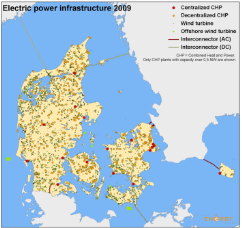 Electric power infrastructure 2009
Centralized CHP
Decentralized CHP
Wind turbine
Offshore wind turbine
Interconnector (AC)
Interconnector (DC)
CHP = Combined Heat and Power
Only CHP plants with capacity over 0,5 MW are shown